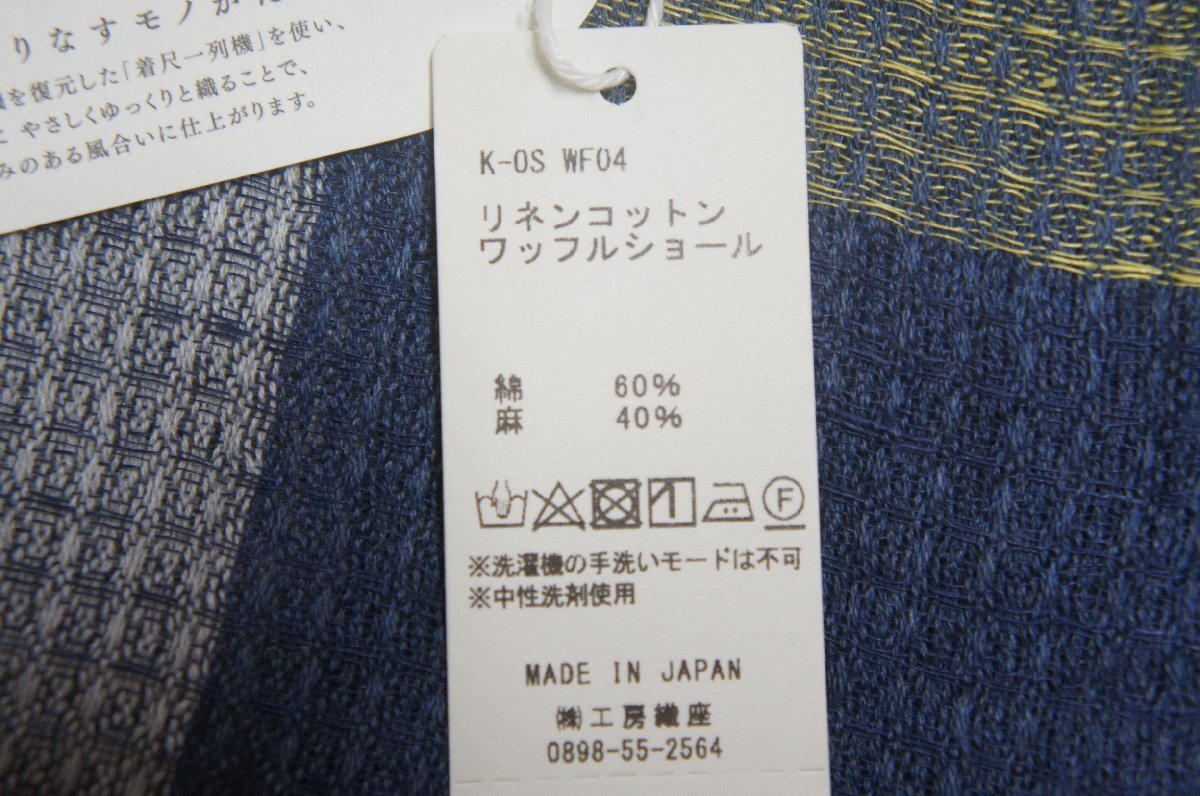 りなすモノがた
を復元した「着尺一列機」を使い、
やさしくゆっくりと織ることで、
みのある風合いに仕上がります。
K-OS WF04
リネンコットン
ワッフルショール
綿 60%
麻 40%
F
※洗濯機の手洗いモードは不可
※中性洗剤使用
MADE IN JAPAN
㈱工房織座
0898-55-2564